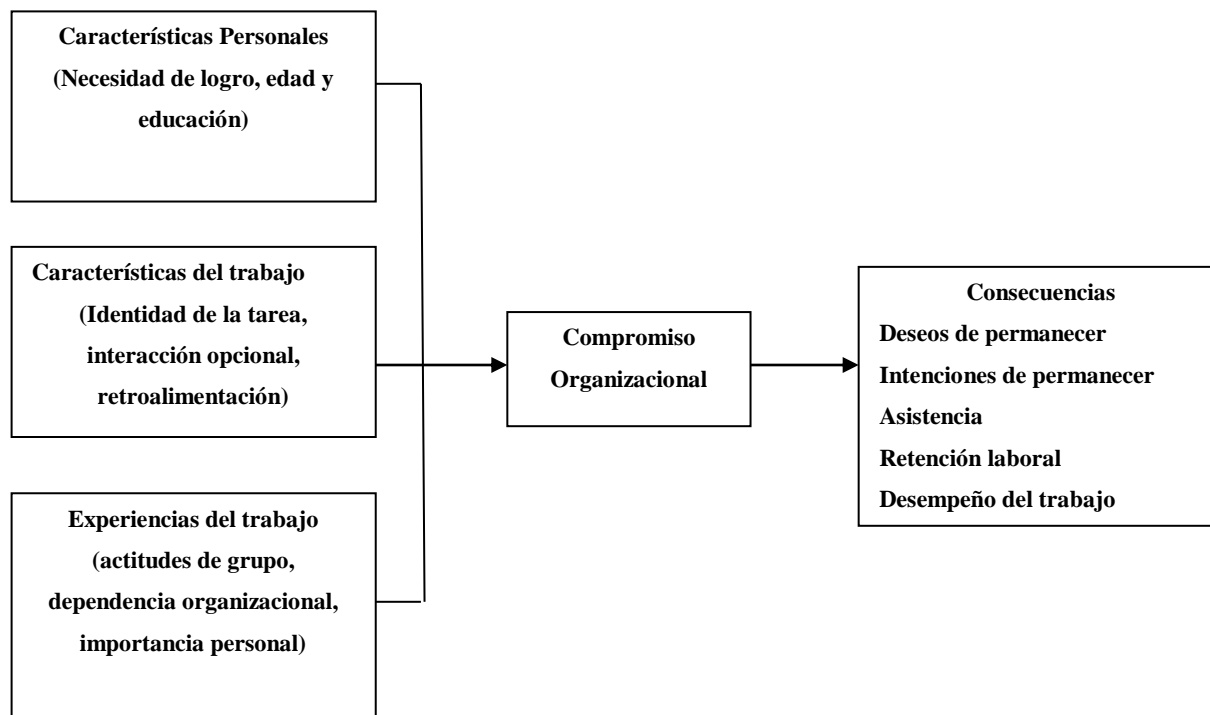 Características Personales
(Necesidad de logro, edad y
educación)
Características del trabajo
(Identidad de la tarea,
interacción opcional,
retroalimentación)
Experiencias del trabajo
(actitudes de grupo,
dependencia organizacional,
importancia personal)
Compromiso
Organizacional
Consecuencias
Deseos de permanecer
Intenciones de permanecer
Asistencia
Retención laboral
Desempeño del trabajo